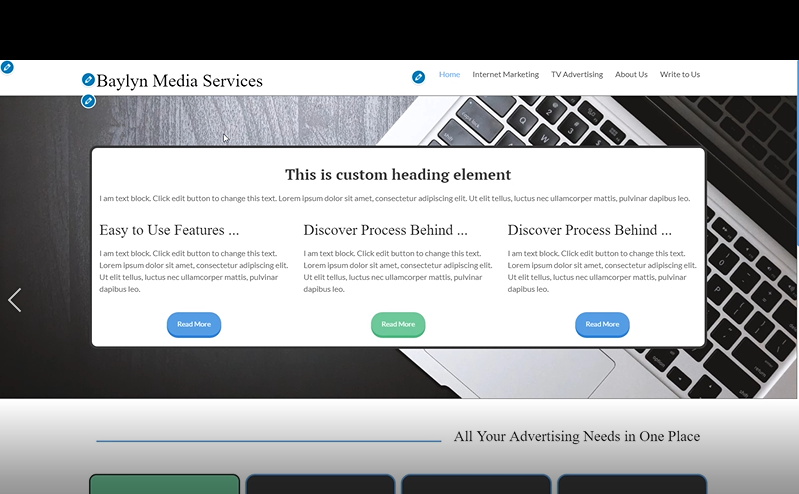 Baylyn Media Services
Home Internet Marketing TV Advertising About Us Write to Us
This is custom heading element
I am text block. Click edit button to change this text. Lorem ipsum dolor sit amet, consectetur adipiscing elit. Ut elit tellus, luctus nec ullamcorper mattis, pulvinar dapibus leo.
Easy to Use Features ...
I am text block. Click edit button to change this text.
Lorem ipsum dolor sit amet, consectetur adipiscing elit.
Ut elit tellus, luctus nec ullamcorper mattis, pulvinar
dapibus leo.
Read More
Discover Process Behind ...
I am text block. Click edit button to change this text.
Lorem ipsum dolor sit amet, consectetur adipiscing elit.
Ut elit tellus, luctus nec ullamcorper mattis, pulvinar
dapibus leo.
Read More
Discover Process Behind ...
I am text block. Click edit button to change this text.
Lorem ipsum dolor sit amet, consectetur adipiscing elit.
Ut elit tellus, luctus nec ullamcorper mattis, pulvinar
dapibus leo.
Read More
All Your Advertising Needs in One Place